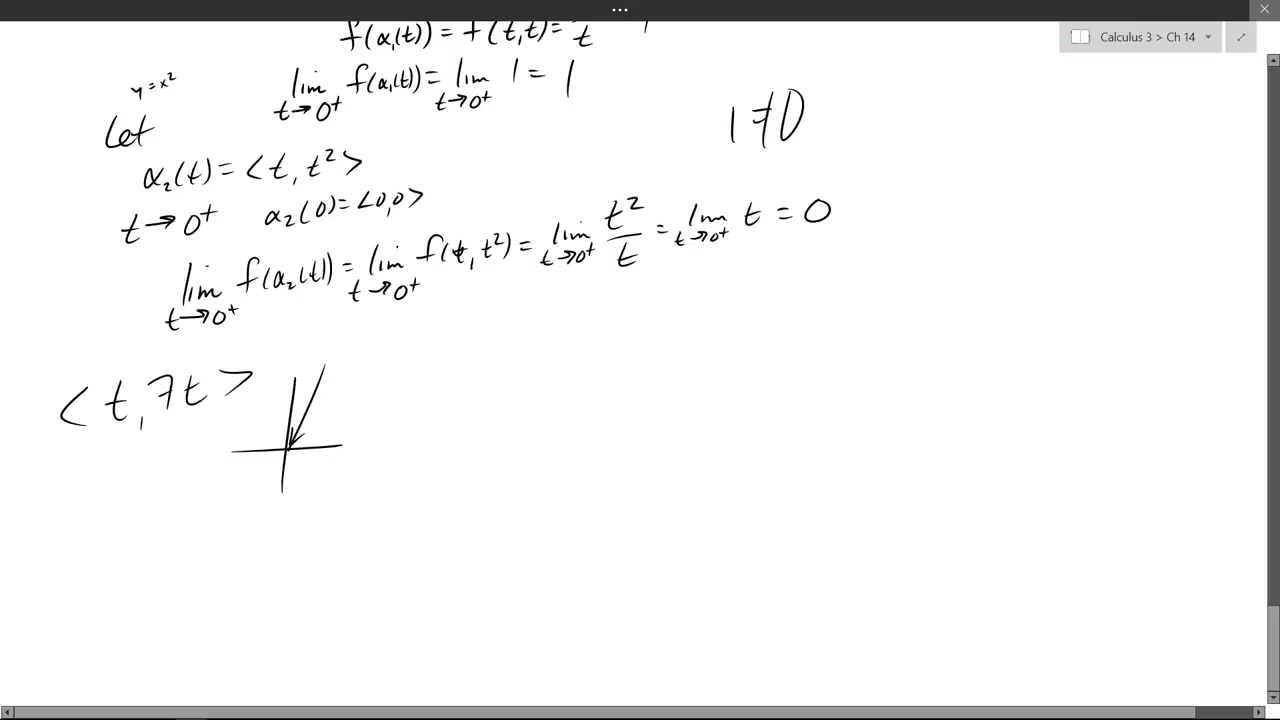 Calculus 3 > Ch 14
f(α₁(t)) = f(t,t) = t
lim t→0⁺ f(α₁(t)) = lim t→0⁺ 1 = 1
y = x²
Let
1 ≠ 0
α₂(t) = <t, t²>
t → 0⁺ α₂(0) = <0,0>
lim t→0⁺ f(α₂(t)) = lim t→0⁺ f(t, t²) = lim t→0⁺ t²/t = lim t→0⁺ t = 0
<t, 7t>